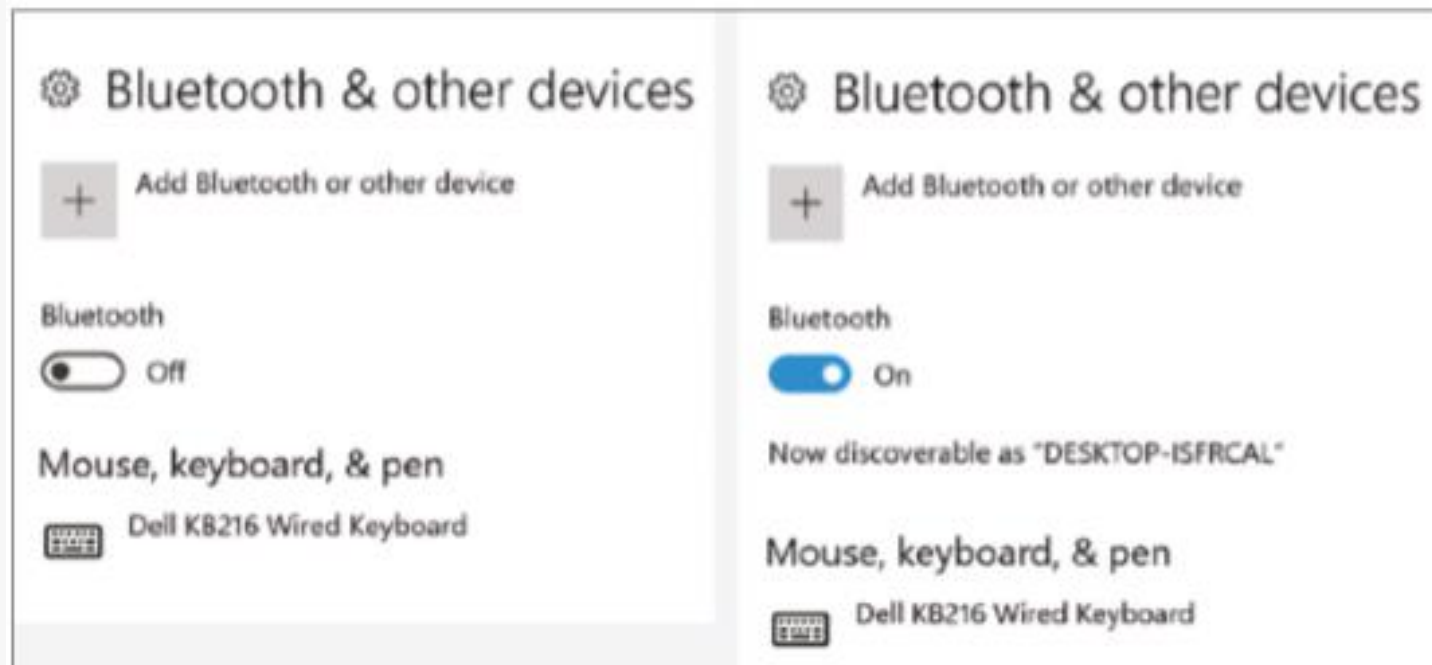 Bluetooth & other devices
Add Bluetooth or other device
Bluetooth
Off
Mouse, keyboard, & pen
Dell KB216 Wired Keyboard
Bluetooth & other devices
Add Bluetooth or other device
Bluetooth
On
Now discoverable as "DESKTOP-ISFRCAL"
Mouse, keyboard, & pen
Dell KB216 Wired Keyboard